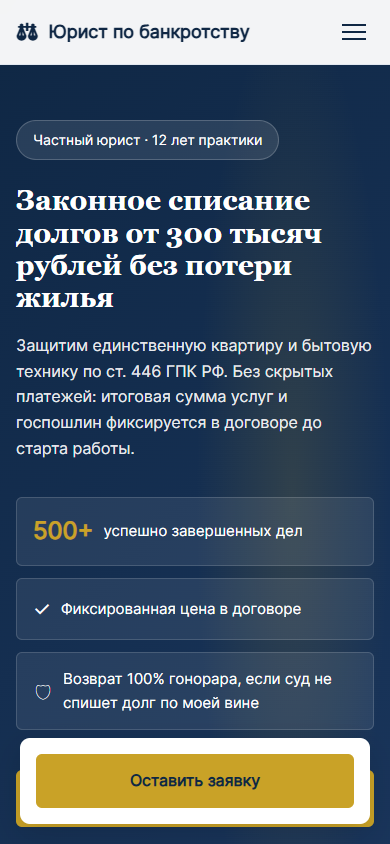 Юрист по банкротству
Частный юрист · 12 лет практики
Законное списание
долгов от 300 тысяч
рублей без потери
жилья
Защитим единственную квартиру и бытовую
технику по ст. 446 ГПК РФ. Без скрытых
платежей: итоговая сумма услуг и
госпошлин фиксируется в договоре до
старта работы.
500+ успешно завершенных дел
Фиксированная цена в договоре
Возврат 100% гонорара, если суд не
спишет долг по моей вине
Оставить заявку